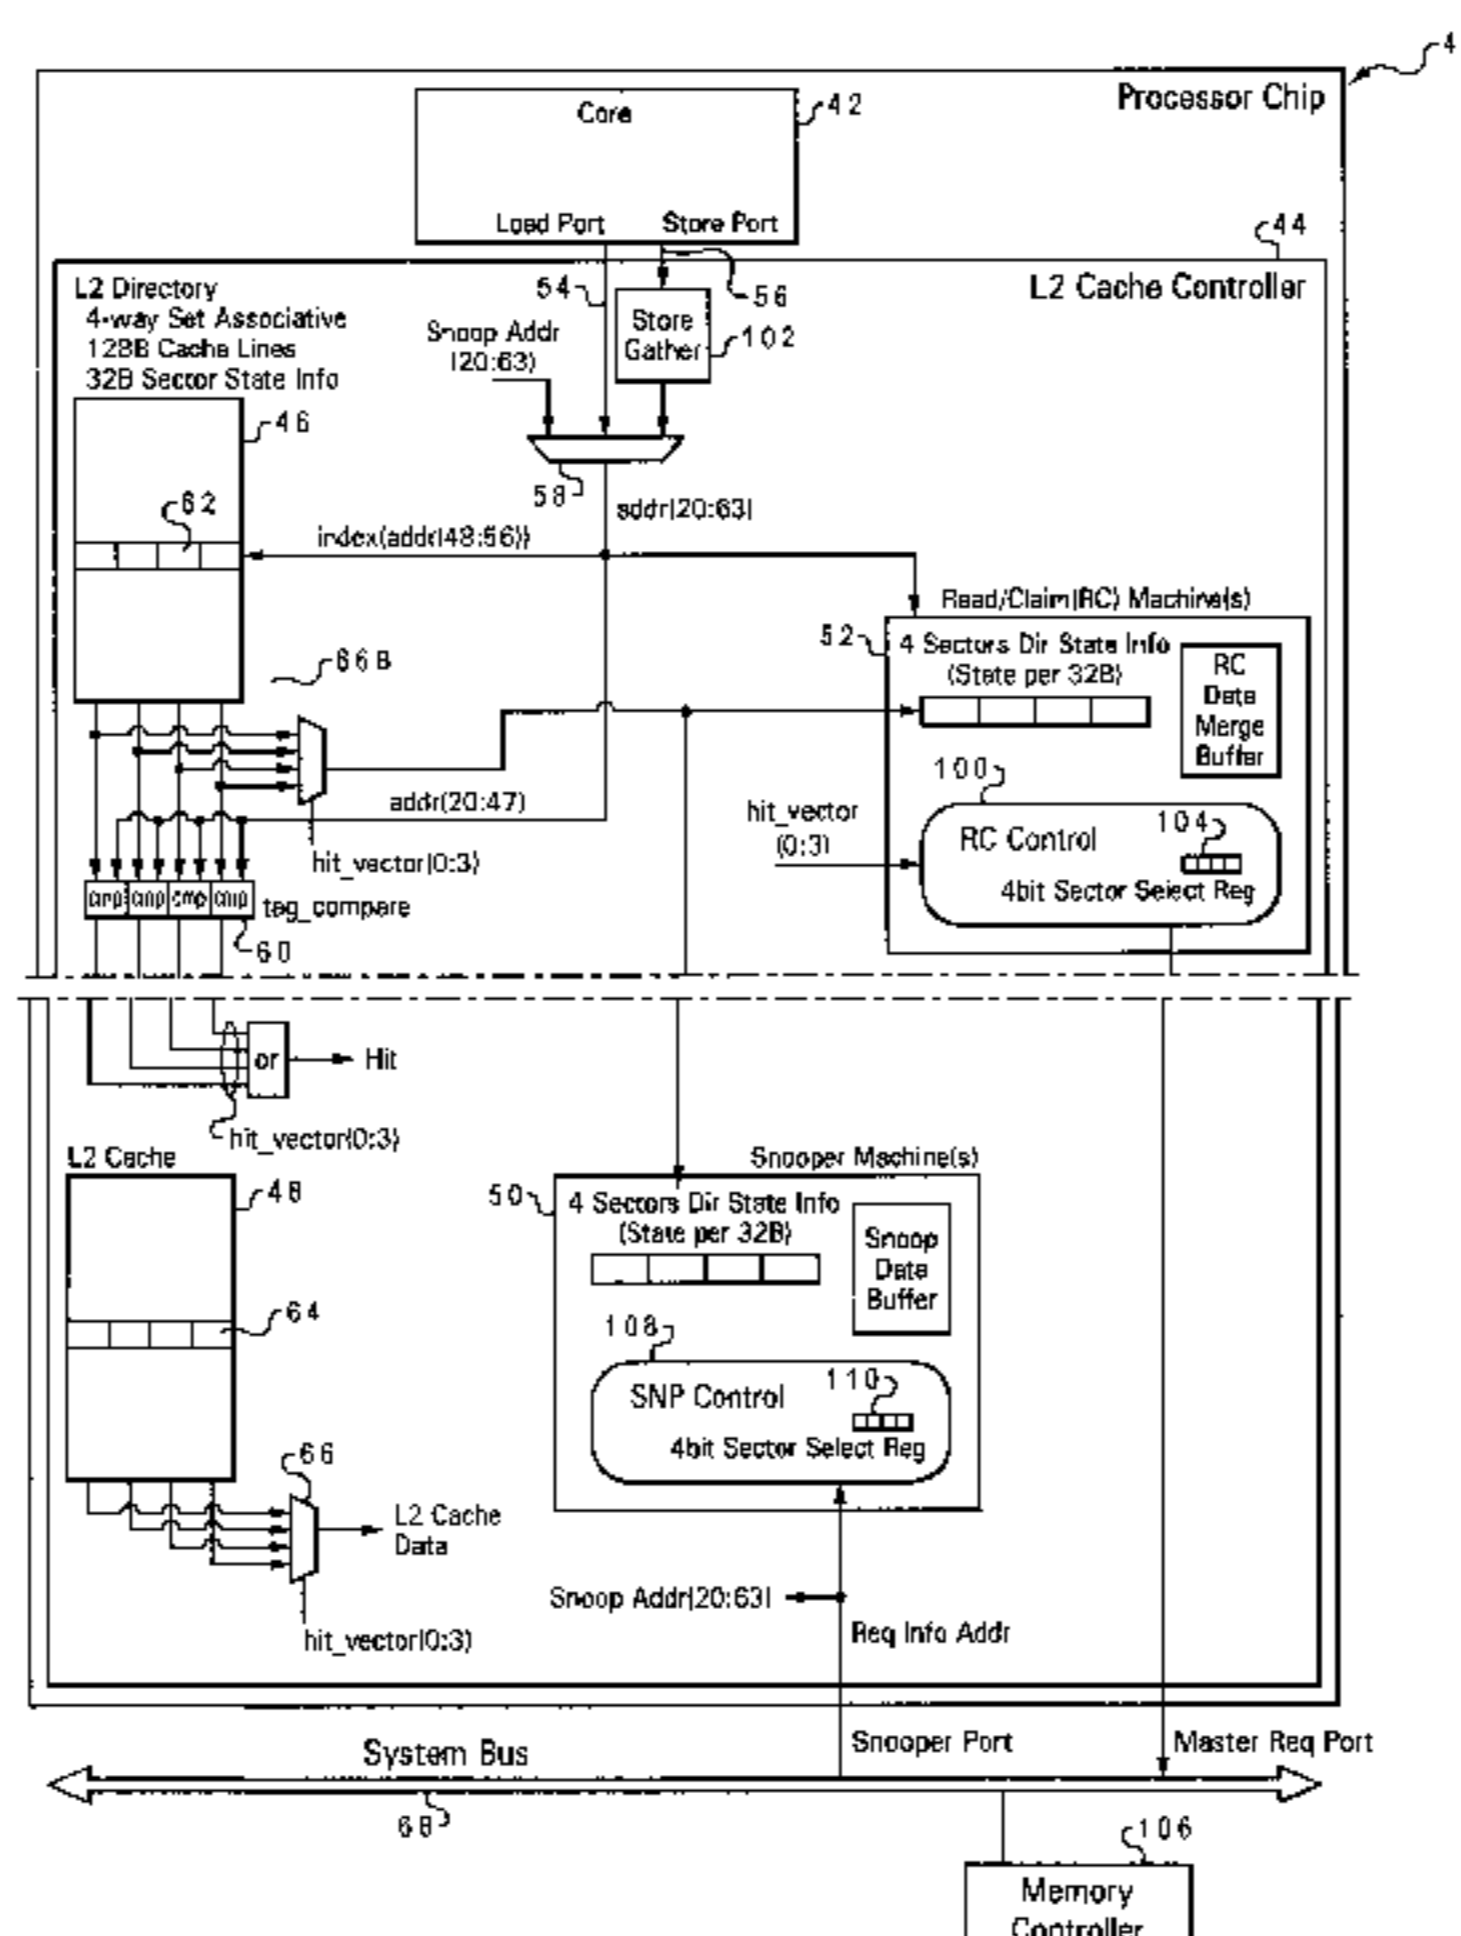 4
Processor Chip
Core
42
Load Port
Store Port
44
L2 Cache Controller
L2 Directory
4-way Set Associative
128B Cache Lines
32B Sector State Info
54
56
Store
Gather
102
Snoop Addr
(20:63)
46
58
addr(20:63)
62
index(addr(48:56))
Read/Claim(RC) Machine(s)
52
4 Sectors Dir State Info
(State per 32B)
RC
Data
Merge
Buffer
66B
100
addr(20:47)
hit_vector
(0:3)
RC Control
104
4bit Sector Select Reg
hit_vector(0:3)
cmp cmp cmp cmp
tag_compare
60
or
Hit
hit_vector(0:3)
L2 Cache
48
Snooper Machine(s)
50
4 Sectors Dir State Info
(State per 32B)
Snoop
Data
Buffer
64
108
SNP Control
110
4bit Sector Select Reg
66
L2 Cache
Data
hit_vector(0:3)
Snoop Addr(20:63)
Req Info Addr
System Bus
Snooper Port
Master Req Port
68
106
Memory
Controller